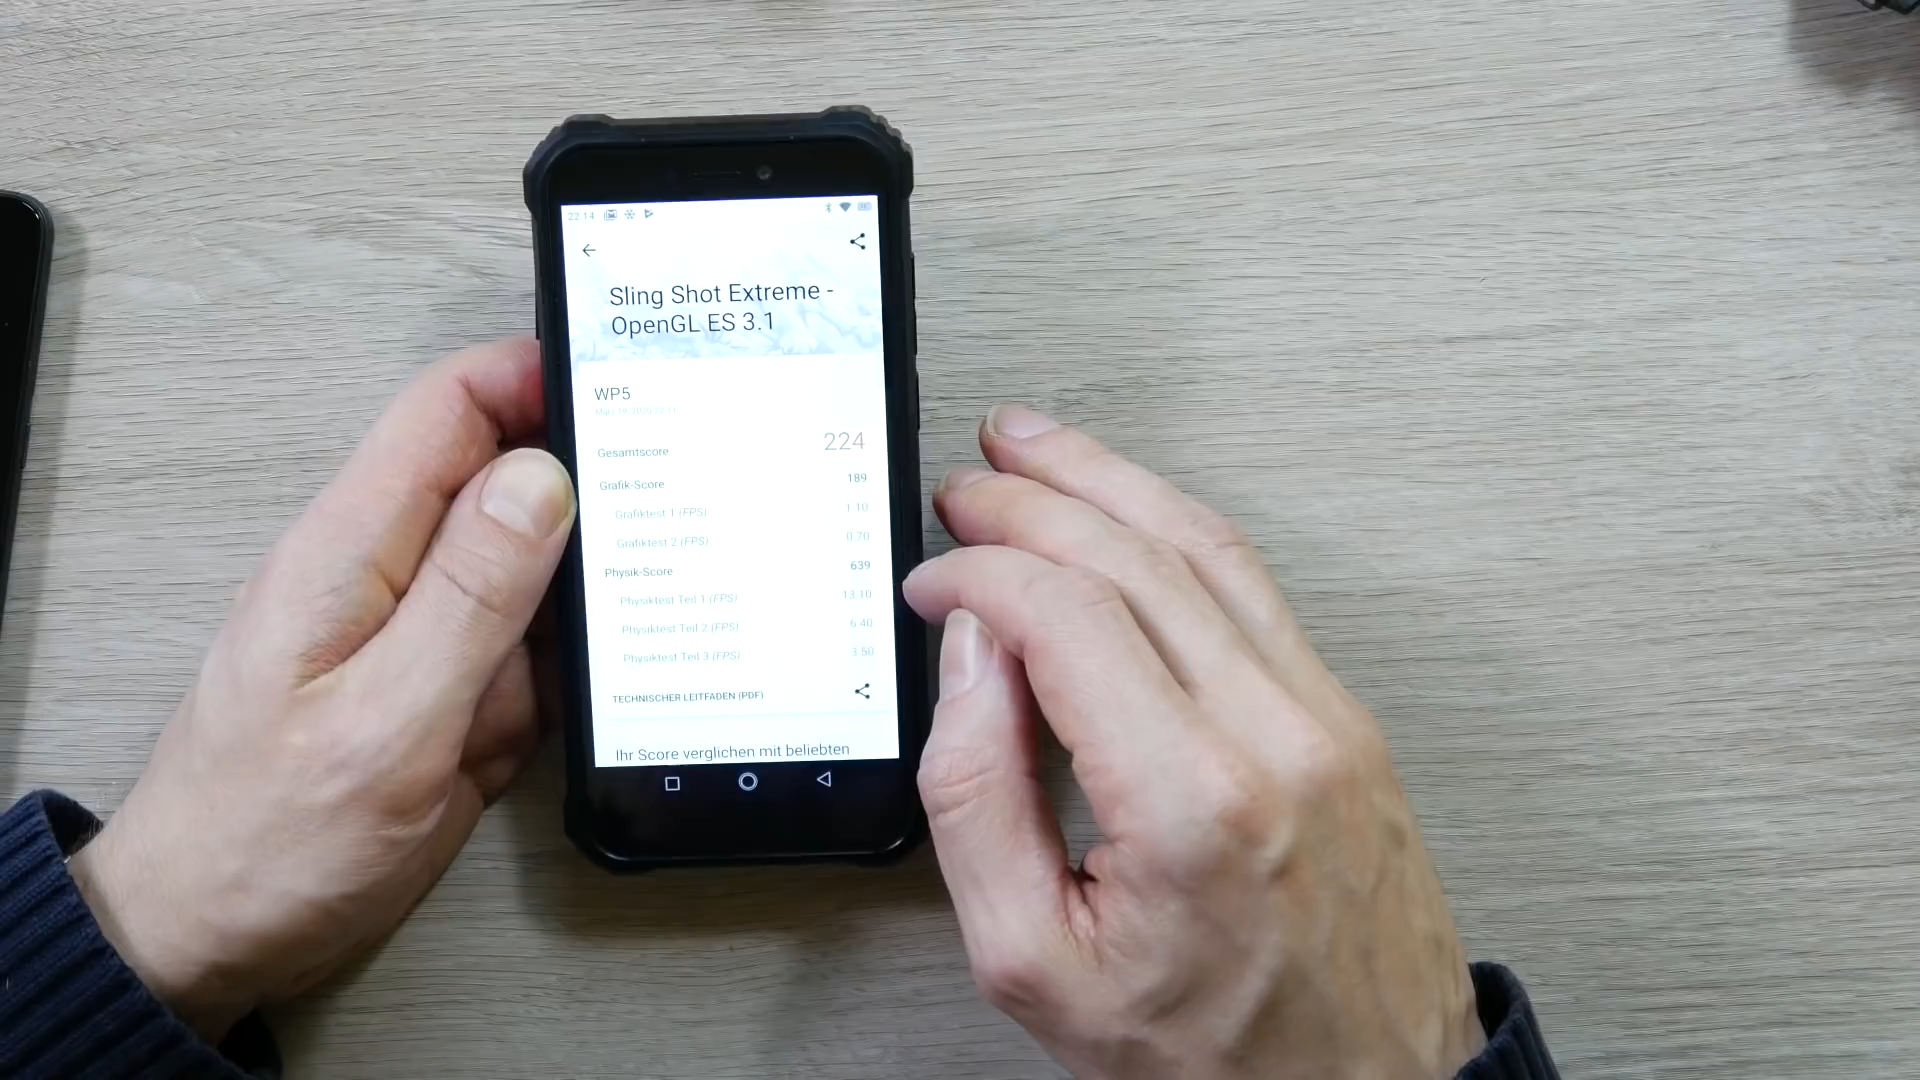 22:14
Sling Shot Extreme -
OpenGL ES 3.1
WP5
Gesamtscore 224
Grafik-Score 189
Grafiktest 1 (FPS) 1.10
Grafiktest 2 (FPS) 0.70
Physik-Score 639
Physiktest Teil 1 (FPS) 13.10
Physiktest Teil 2 (FPS) 6.40
Physiktest Teil 3 (FPS) 3.50
TECHNISCHER LEITFADEN (PDF)
Ihr Score verglichen mit beliebten